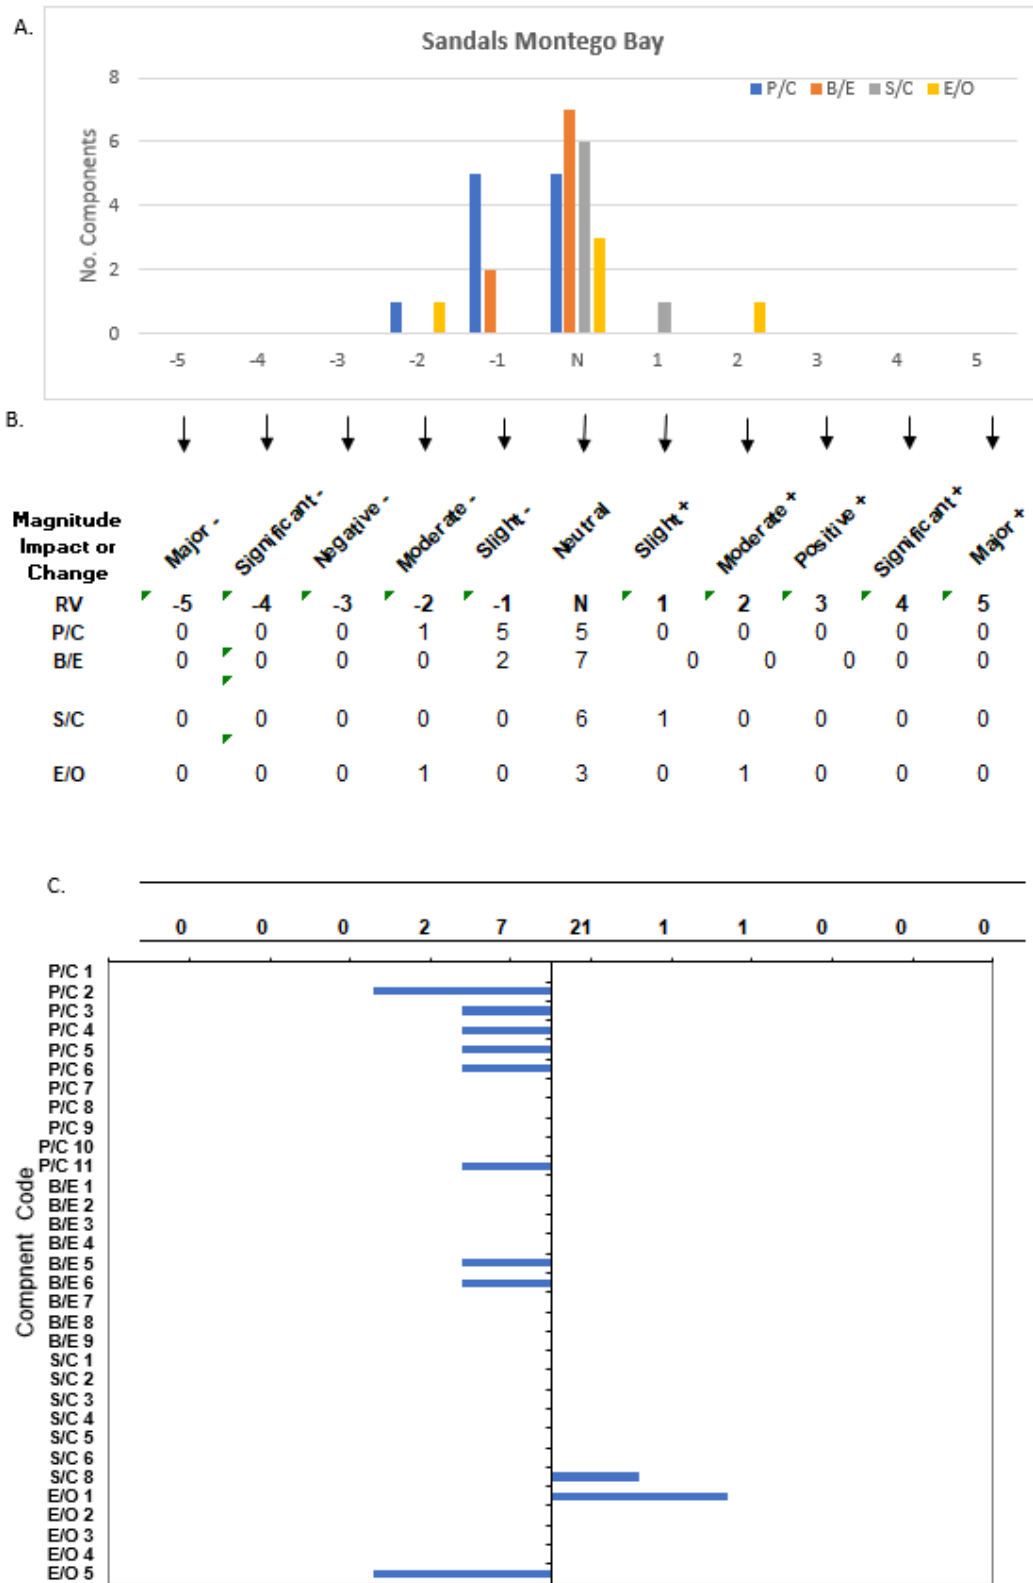 A.
Sandals Montego Bay
P/C B/E S/C E/O
No. Components
8
6
4
2
0
-5 -4 -3 -2 -1 N 1 2 3 4 5
B.
Magnitude
Impact or
Change
Major - Significant - Negative - Moderate - Slight - Neutral Slight + Moderate + Positive + Significant + Major +
RV -5 -4 -3 -2 -1 N 1 2 3 4 5
P/C 0 0 0 1 5 5 0 0 0 0 0
B/E 0 0 0 0 2 7 0 0 0 0 0
S/C 0 0 0 0 0 6 1 0 0 0 0
E/O 0 0 0 1 0 3 0 1 0 0 0
C.
0 0 0 2 7 21 1 1 0 0 0
Compnent Code
P/C 1
P/C 2
P/C 3
P/C 4
P/C 5
P/C 6
P/C 7
P/C 8
P/C 9
P/C 10
P/C 11
B/E 1
B/E 2
B/E 3
B/E 4
B/E 5
B/E 6
B/E 7
B/E 8
B/E 9
S/C 1
S/C 2
S/C 3
S/C 4
S/C 5
S/C 6
S/C 8
E/O 1
E/O 2
E/O 3
E/O 4
E/O 5